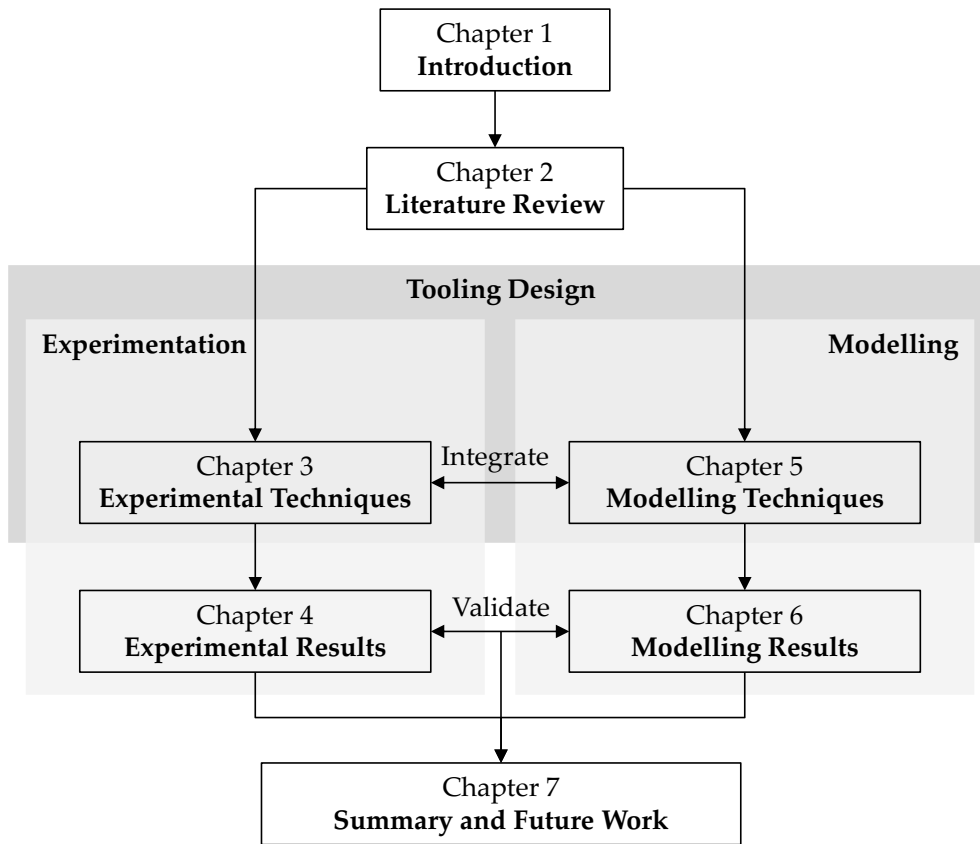 Chapter 1
Introduction
Chapter 2
Literature Review
Tooling Design
Experimentation
Modelling
Chapter 3
Experimental Techniques
Integrate
Chapter 5
Modelling Techniques
Chapter 4
Experimental Results
Validate
Chapter 6
Modelling Results
Chapter 7
Summary and Future Work